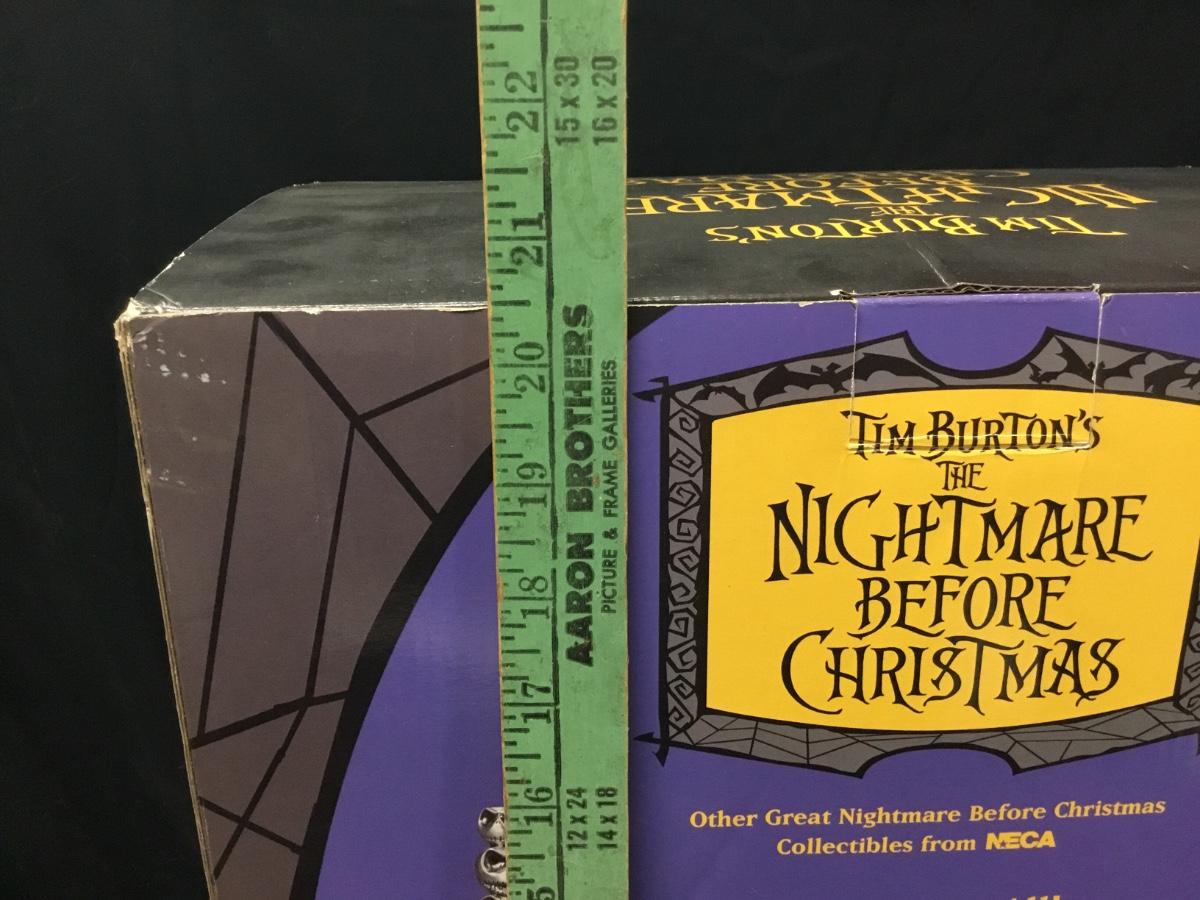 22
15 x 30
16 x 20
21
20
19
18
17
16
5
AARON BROTHERS
PICTURE & FRAME GALLERIES
12 x 24
14 x 18
TIM BURTON'S
THE
NIGHTMARE
BEFORE
TIM BURTON'S
THE
NIGHTMARE
BEFORE
CHRISTMAS
Other Great Nightmare Before Christmas
Collectibles from NECA